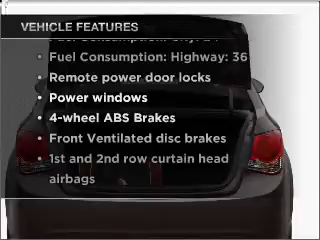 VEHICLE FEATURES
• Fuel Consumption: Highway: 36
• Remote power door locks
• Power windows
• 4-wheel ABS Brakes
• Front Ventilated disc brakes
• 1st and 2nd row curtain head
airbags